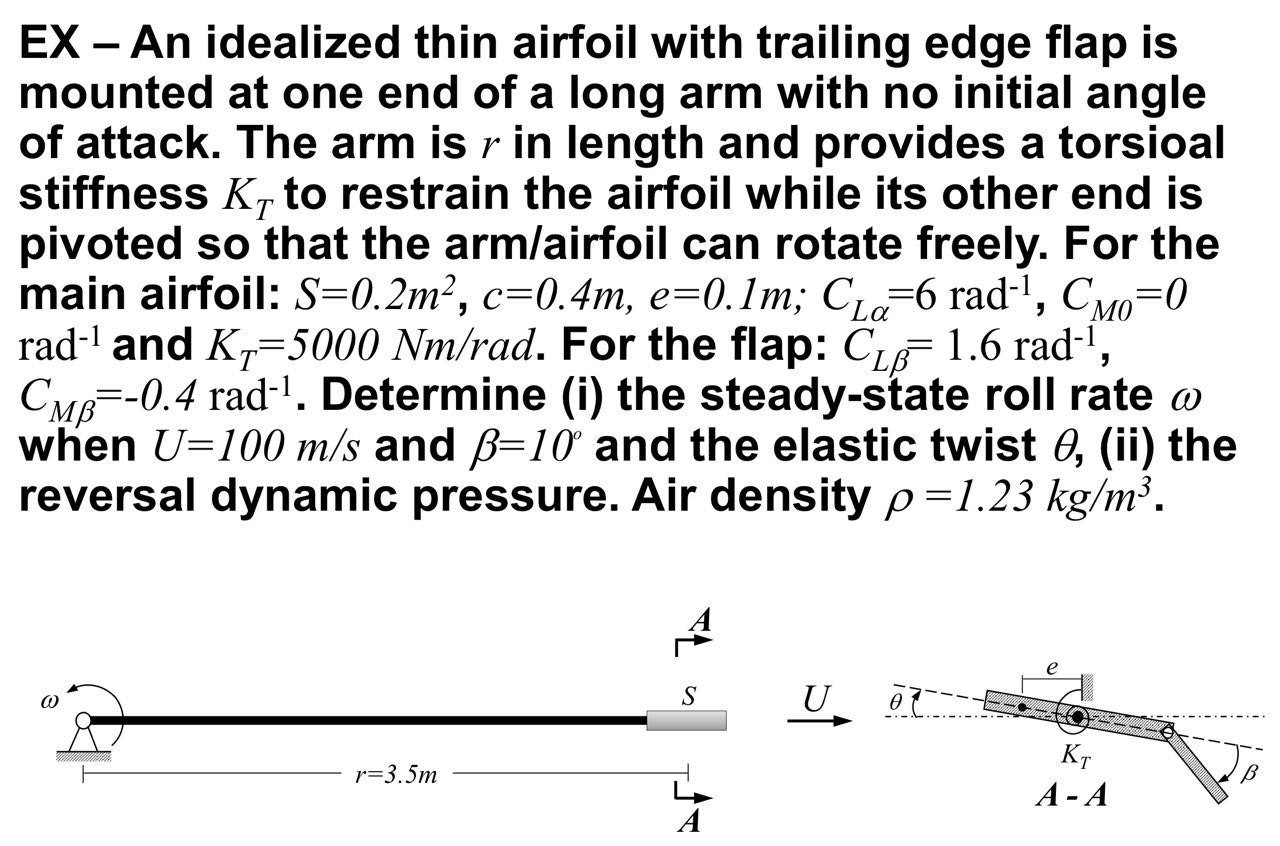 EX – An idealized thin airfoil with trailing edge flap is
mounted at one end of a long arm with no initial angle
of attack. The arm is r in length and provides a torsioal
stiffness K_T to restrain the airfoil while its other end is
pivoted so that the arm/airfoil can rotate freely. For the
main airfoil: S=0.2m², c=0.4m, e=0.1m; C_Lα=6 rad⁻¹, C_M0=0
rad⁻¹ and K_T=5000 Nm/rad. For the flap: C_Lβ= 1.6 rad⁻¹,
C_Mβ=-0.4 rad⁻¹. Determine (i) the steady-state roll rate ω
when U=100 m/s and β=10º and the elastic twist θ, (ii) the
reversal dynamic pressure. Air density ρ =1.23 kg/m³.
A
e
ω
S
U
θ
K_T
r=3.5m
β
A - A
A